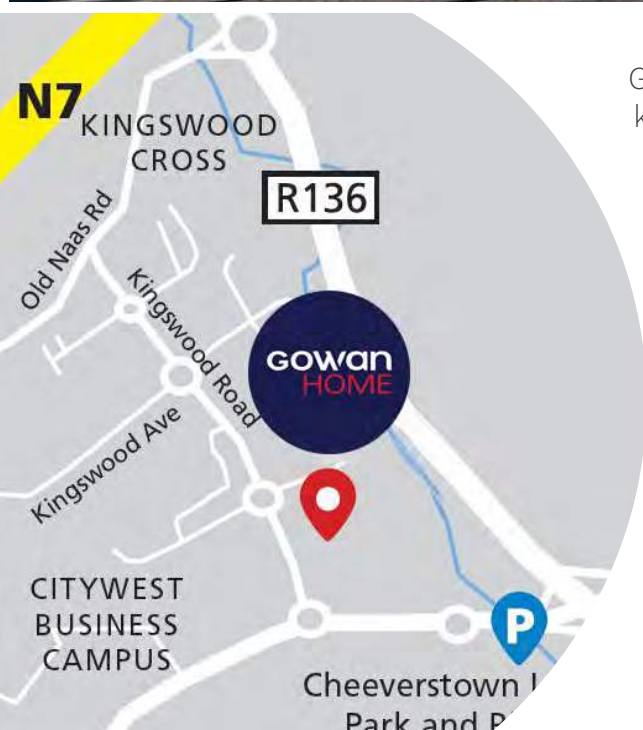 N7
KINGSWOOD
CROSS
R136
Old Naas Rd
Kingswood Road
GOWAN
HOME
Kingswood Ave
CITYWEST
BUSINESS
CAMPUS
P
Cheeverstown
Park and